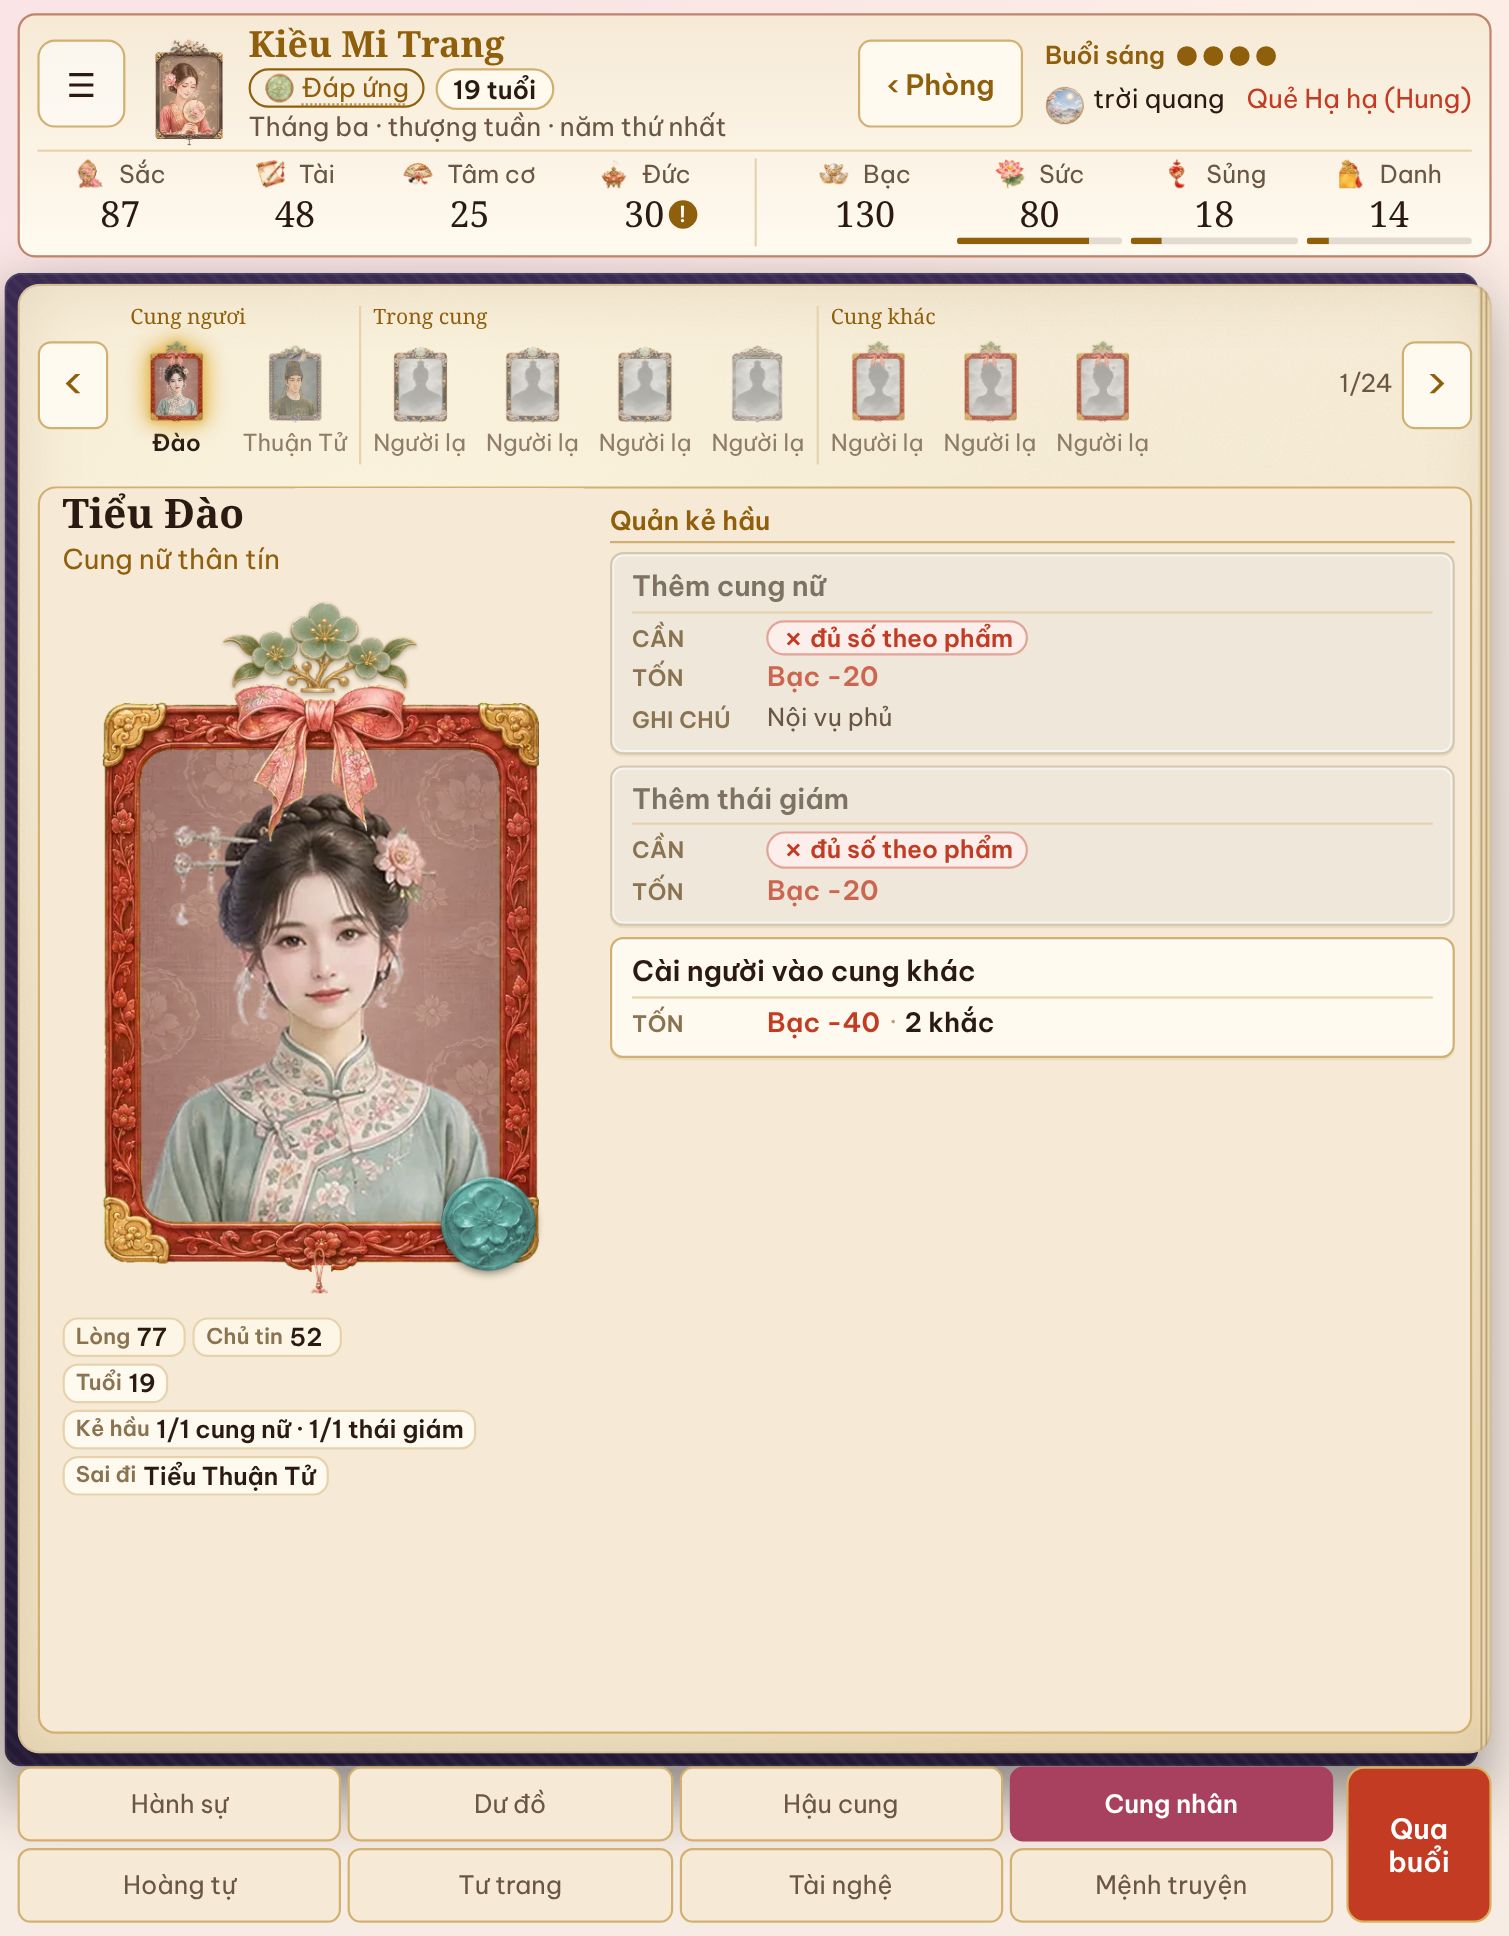 ☰
Kiều Mi Trang
Đáp ứng 19 tuổi
Tháng ba · thượng tuần · năm thứ nhất
‹ Phòng
Buổi sáng
trời quang Quẻ Hạ hạ (Hung)
Sắc Tài Tâm cơ Đức Bạc Sức Sủng Danh
87 48 25 30 ! 130 80 18 14
Cung ngươi Trong cung Cung khác
‹ 1/24 ›
Đào Thuận Tử Người lạ Người lạ Người lạ Người lạ Người lạ Người lạ Người lạ
Tiểu Đào
Cung nữ thân tín
Lòng 77 Chủ tin 52
Tuổi 19
Kẻ hầu 1/1 cung nữ · 1/1 thái giám
Sai đi Tiểu Thuận Tử
Quản kẻ hầu
Thêm cung nữ
CẦN × đủ số theo phẩm
TỐN Bạc -20
GHI CHÚ Nội vụ phủ
Thêm thái giám
CẦN × đủ số theo phẩm
TỐN Bạc -20
Cài người vào cung khác
TỐN Bạc -40 · 2 khắc
Hành sự Dư đồ Hậu cung Cung nhân
Hoàng tự Tư trang Tài nghệ Mệnh truyện
Qua
buổi